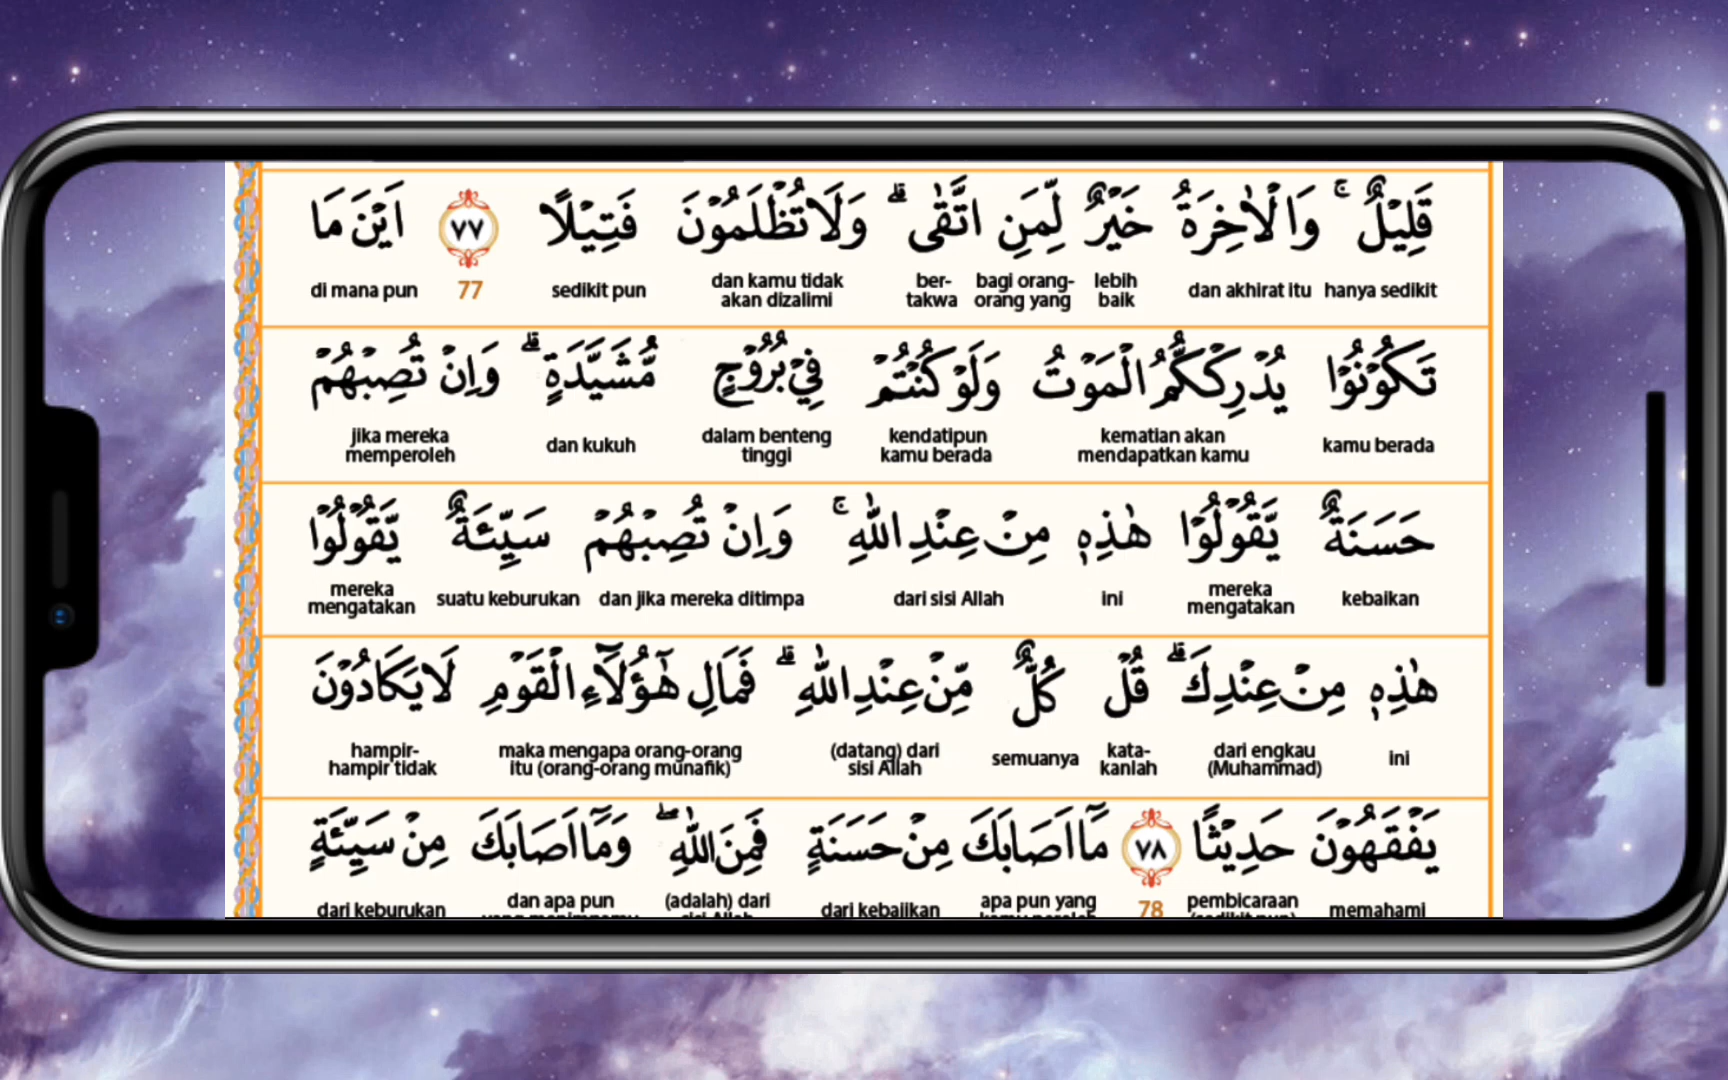 قَلِيْلٌ ۚ وَالْاٰخِرَةُ خَيْرٌ لِّمَنِ اتَّقٰى ۗ وَلَا تُظْلَمُوْنَ فَتِيْلًا ٧٧ اَيْنَ مَا
hanya sedikit dan akhirat itu lebih baik bagi orang-orang yang ber-takwa dan kamu tidak akan dizalimi sedikit pun 77 di mana pun
تَكُوْنُوْا يُدْرِكْكُّمُ الْمَوْتُ وَلَوْ كُنْتُمْ فِيْ بُرُوْجٍ مُّشَيَّدَةٍ ۗ وَاِنْ تُصِبْهُمْ
kamu berada kematian akan mendapatkan kamu kendatipun kamu berada dalam benteng tinggi dan kukuh jika mereka memperoleh
حَسَنَةٌ يَّقُوْلُوْا هٰذِهٖ مِنْ عِنْدِ اللّٰهِ ۚ وَاِنْ تُصِبْهُمْ سَيِّئَةٌ يَّقُوْلُوْا
kebaikan mereka mengatakan ini dari sisi Allah dan jika mereka ditimpa suatu keburukan mereka mengatakan
هٰذِهٖ مِنْ عِنْدِكَ ۗ قُلْ كُلٌّ مِّنْ عِنْدِ اللّٰهِ ۗ فَمَالِ هٰٓؤُلَاۤءِ الْقَوْمِ لَا يَكَادُوْنَ
ini dari engkau (Muhammad) kata-kanlah semuanya (datang) dari sisi Allah maka mengapa orang-orang itu (orang-orang munafik) hampir-hampir tidak
يَفْقَهُوْنَ حَدِيْثًا ٧٨ مَآ اَصَابَكَ مِنْ حَسَنَةٍ فَمِنَ اللّٰهِ ۖ وَمَآ اَصَابَكَ مِنْ سَيِّئَةٍ
memahami pembicaraan 78 apa pun yang dari kebaiikan (adalah) dari dan apa pun dari keburukan